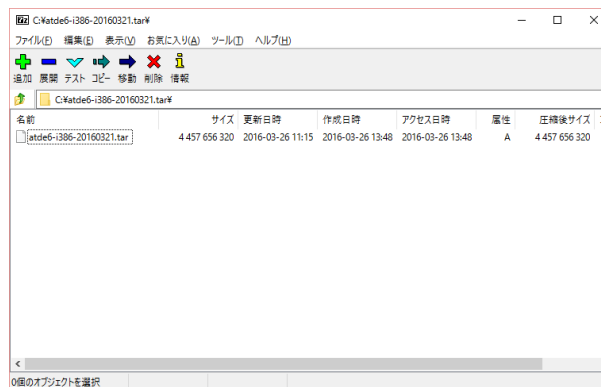 C:¥atde6-i386-20160321.tar¥
ファイル(F) 編集(E) 表示(V) お気に入り(A) ツール(T) ヘルプ(H)
追加 展開 テスト コピー 移動 削除 情報
C:¥atde6-i386-20160321.tar¥
名前 サイズ 更新日時 作成日時 アクセス日時 属性 圧縮後サイズ
atde6-i386-20160321.tar 4 457 656 320 2016-03-26 11:15 2016-03-26 13:48 2016-03-26 13:48 A 4 457 656 320
0個のオブジェクトを選択